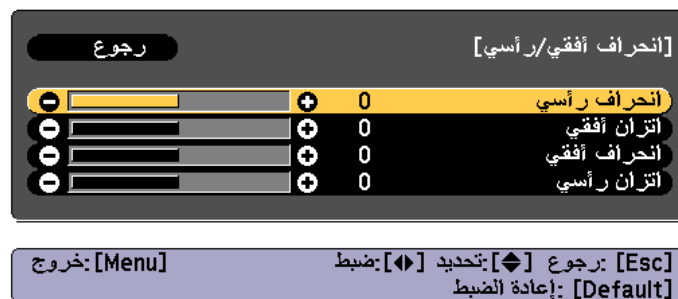 [انحراف أفقي/رأسي] رجوع
انحراف رأسي 0
اتزان أفقي 0
انحراف أفقي 0
اتزان رأسي 0
[Esc] :رجوع [◆]:تحديد [◀▶]:ضبط [Menu]:خروج
[Default] :إعادة الضبط